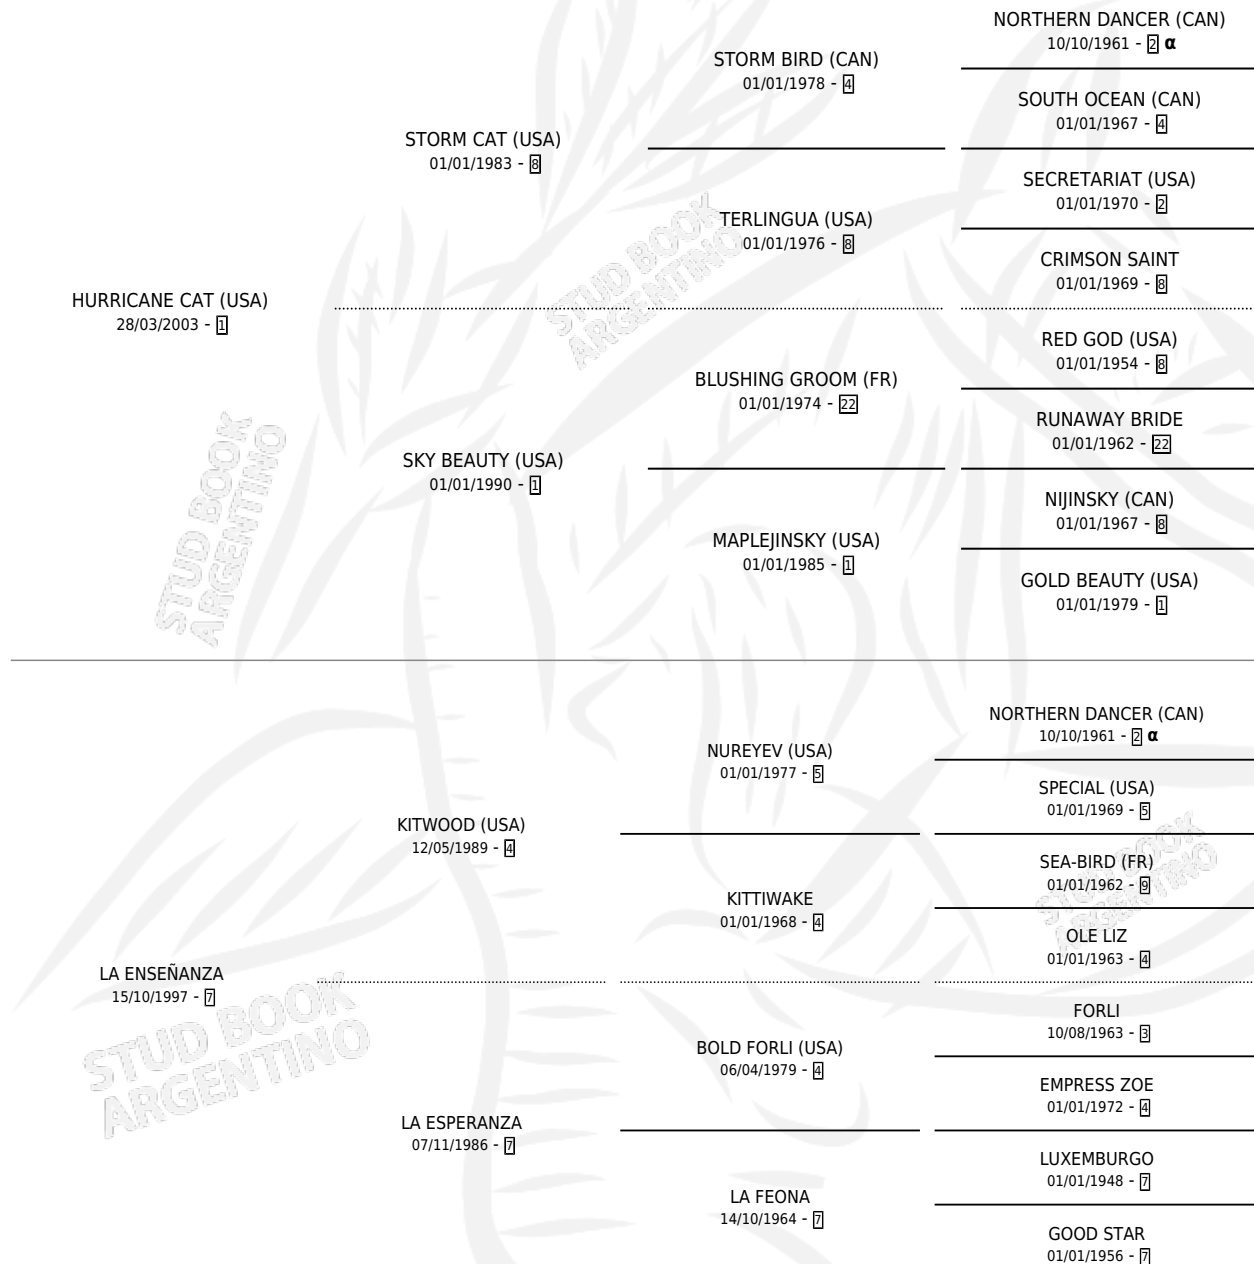 NORTHERN DANCER (CAN)
10/10/1961 - 2 α
STORM BIRD (CAN)
01/01/1978 - 4
SOUTH OCEAN (CAN)
01/01/1967 - 4
STORM CAT (USA)
01/01/1983 - 8
SECRETARIAT (USA)
01/01/1970 - 2
TERLINGUA (USA)
01/01/1976 - 8
CRIMSON SAINT
01/01/1969 - 8
HURRICANE CAT (USA)
28/03/2003 - 1
RED GOD (USA)
01/01/1954 - 8
BLUSHING GROOM (FR)
01/01/1974 - 22
RUNAWAY BRIDE
01/01/1962 - 22
SKY BEAUTY (USA)
01/01/1990 - 1
NIJINSKY (CAN)
01/01/1967 - 8
MAPLEJINSKY (USA)
01/01/1985 - 1
GOLD BEAUTY (USA)
01/01/1979 - 1
NORTHERN DANCER (CAN)
10/10/1961 - 2 α
NUREYEV (USA)
01/01/1977 - 5
SPECIAL (USA)
01/01/1969 - 5
KITWOOD (USA)
12/05/1989 - 4
SEA-BIRD (FR)
01/01/1962 - 9
KITTIWAKE
01/01/1968 - 4
OLE LIZ
01/01/1963 - 4
LA ENSEÑANZA
15/10/1997 - 7
FORLI
10/08/1963 - 3
BOLD FORLI (USA)
06/04/1979 - 4
EMPRESS ZOE
01/01/1972 - 4
LA ESPERANZA
07/11/1986 - 7
LUXEMBURGO
01/01/1948 - 7
LA FEONA
14/10/1964 - 7
GOOD STAR
01/01/1956 - 7
STUD BOOK
ARGENTINO
STUD BOOK
ARGENTINO
STUD BOOK
ARGENTINO
STUD BOOK
ARGENTINO